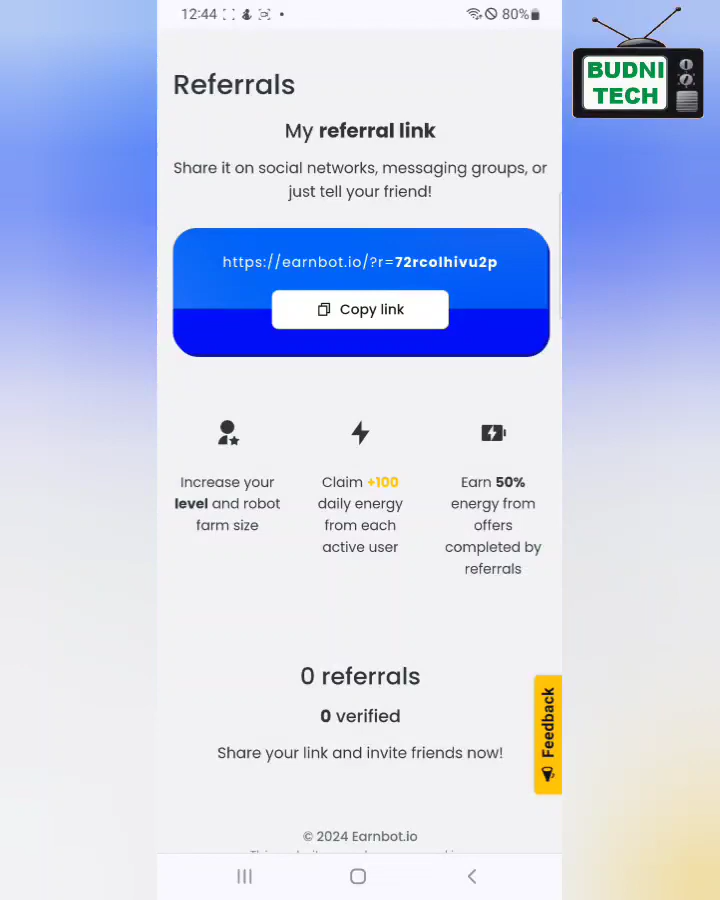 12:44
80%
BUDNI
TECH
Referrals
My referral link
Share it on social networks, messaging groups, or
just tell your friend!
https://earnbot.io/?r=72rcolhivu2p
Copy link
Increase your
level and robot
farm size
Claim +100
daily energy
from each
active user
Earn 50%
energy from
offers
completed by
referrals
0 referrals
0 verified
Share your link and invite friends now!
Feedback
© 2024 Earnbot.io